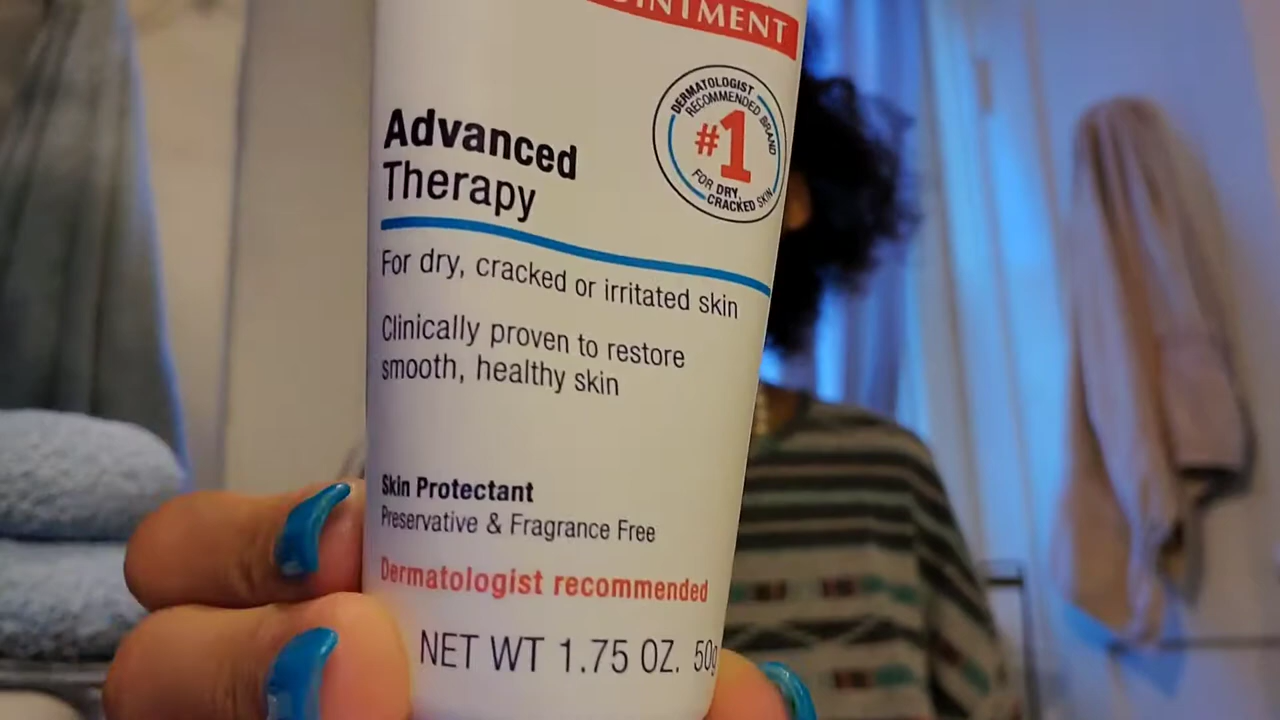 OINTMENT
DERMATOLOGIST
RECOMMENDED BRAND
#1
FOR DRY,
CRACKED SKIN
Advanced
Therapy
For dry, cracked or irritated skin
Clinically proven to restore
smooth, healthy skin
Skin Protectant
Preservative & Fragrance Free
Dermatologist recommended
NET WT 1.75 OZ. 50g